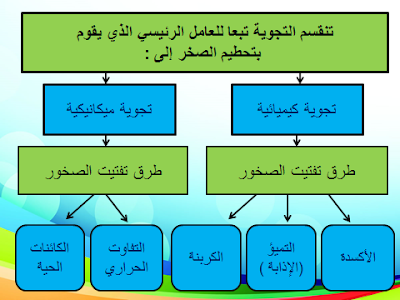 تنقسم التجوية تبعا للعامل الرئيسي الذي يقوم
بتحطيم الصخر إلى :
تجوية كيميائية
تجوية ميكانيكية
طرق تفتيت الصخور
طرق تفتيت الصخور
الأكسدة
التميؤ
(الإذابة )
الكربنة
التفاوت
الحراري
الكائنات
الحية